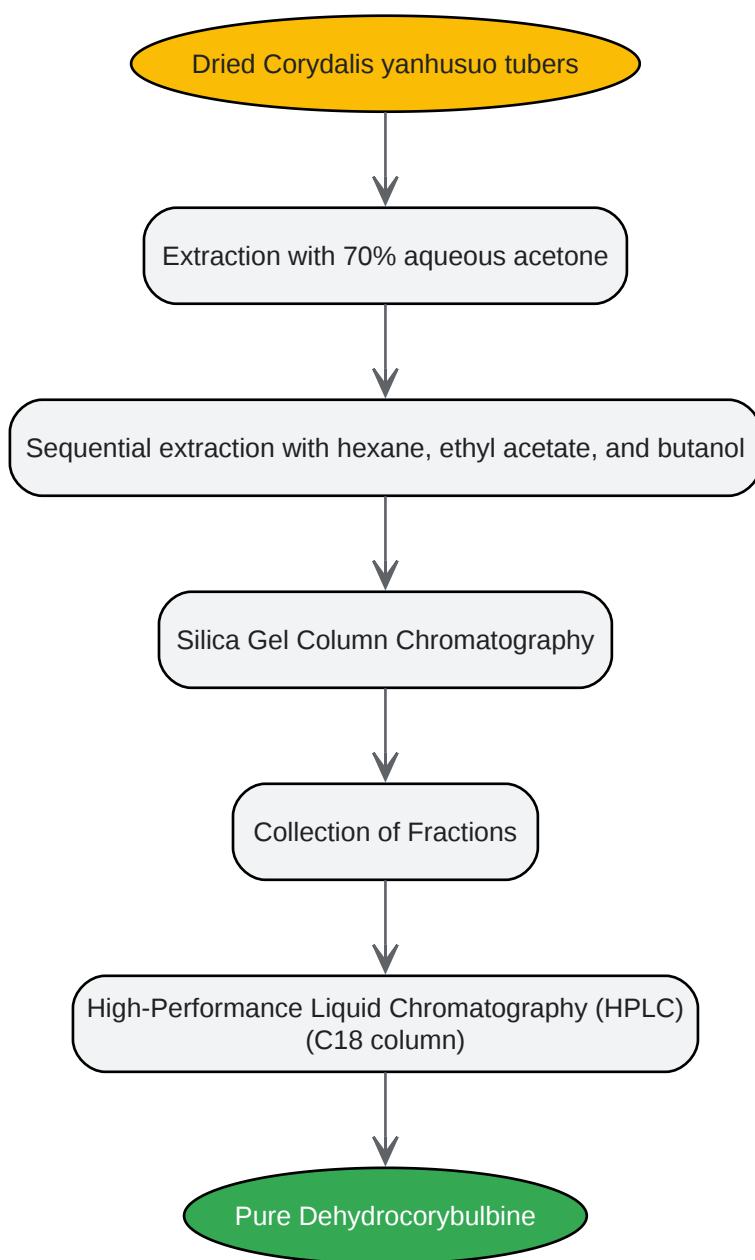 Dried Corydalis yanhusuo tubers
Extraction with 70% aqueous acetone
Sequential extraction with hexane, ethyl acetate, and butanol
Silica Gel Column Chromatography
Collection of Fractions
High-Performance Liquid Chromatography (HPLC)
(C18 column)
Pure Dehydrocorybulbine